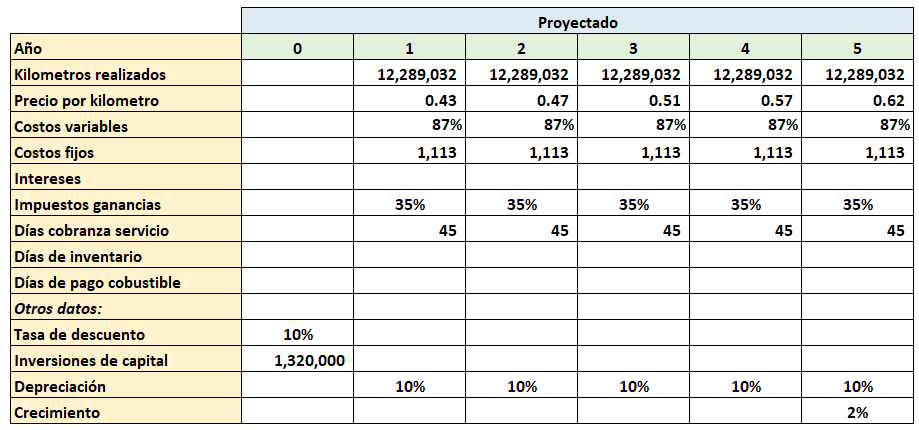 Proyectado
Año 0 1 2 3 4 5
Kilometros realizados 12,289,032 12,289,032 12,289,032 12,289,032 12,289,032
Precio por kilometro 0.43 0.47 0.51 0.57 0.62
Costos variables 87% 87% 87% 87% 87%
Costos fijos 1,113 1,113 1,113 1,113 1,113
Intereses
Impuestos ganancias 35% 35% 35% 35% 35%
Días cobranza servicio 45 45 45 45 45
Días de inventario
Días de pago cobustible
Otros datos:
Tasa de descuento 10%
Inversiones de capital 1,320,000
Depreciación 10% 10% 10% 10% 10%
Crecimiento 2%